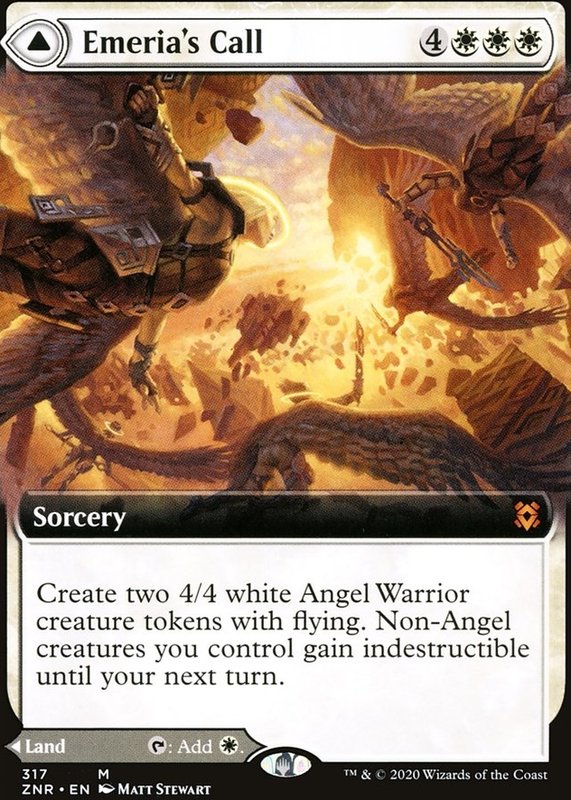 Emeria's Call 4
Sorcery
Create two 4/4 white Angel Warrior
creature tokens with flying. Non-Angel
creatures you control gain indestructible
until your next turn.
Land : Add .
317 M
ZNR • EN Matt Stewart ™ & © 2020 Wizards of the Coast